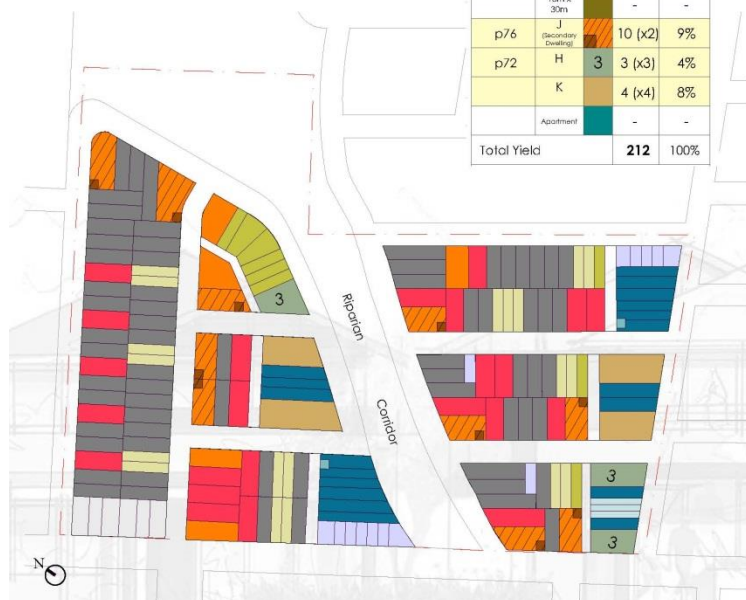 30m
- -
p76 J (Secondary Dwelling) 10 (x2) 9%
p72 H 3 3 (x3) 4%
K 4 (x4) 8%
Apartment - -
Total Yield 212 100%
3
Riparian
Corridor
3
3
N